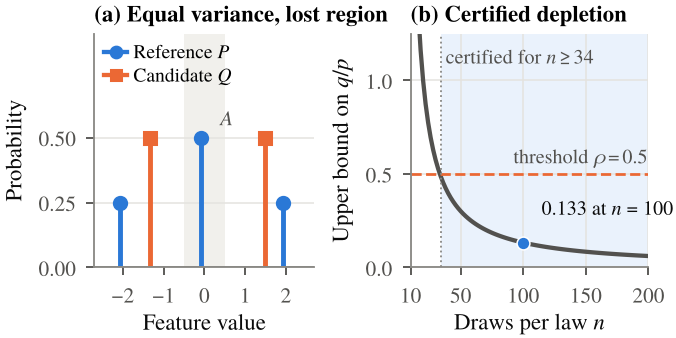 (a) Equal variance, lost region
Reference P
Candidate Q
A
Probability
0.50
0.25
0.00
−2
−1
0
1
2
Feature value
(b) Certified depletion
certified for n ≥ 34
threshold ρ = 0.5
0.133 at n = 100
Upper bound on q/p
1.0
0.5
0.0
10
50
100
200
Draws per law n